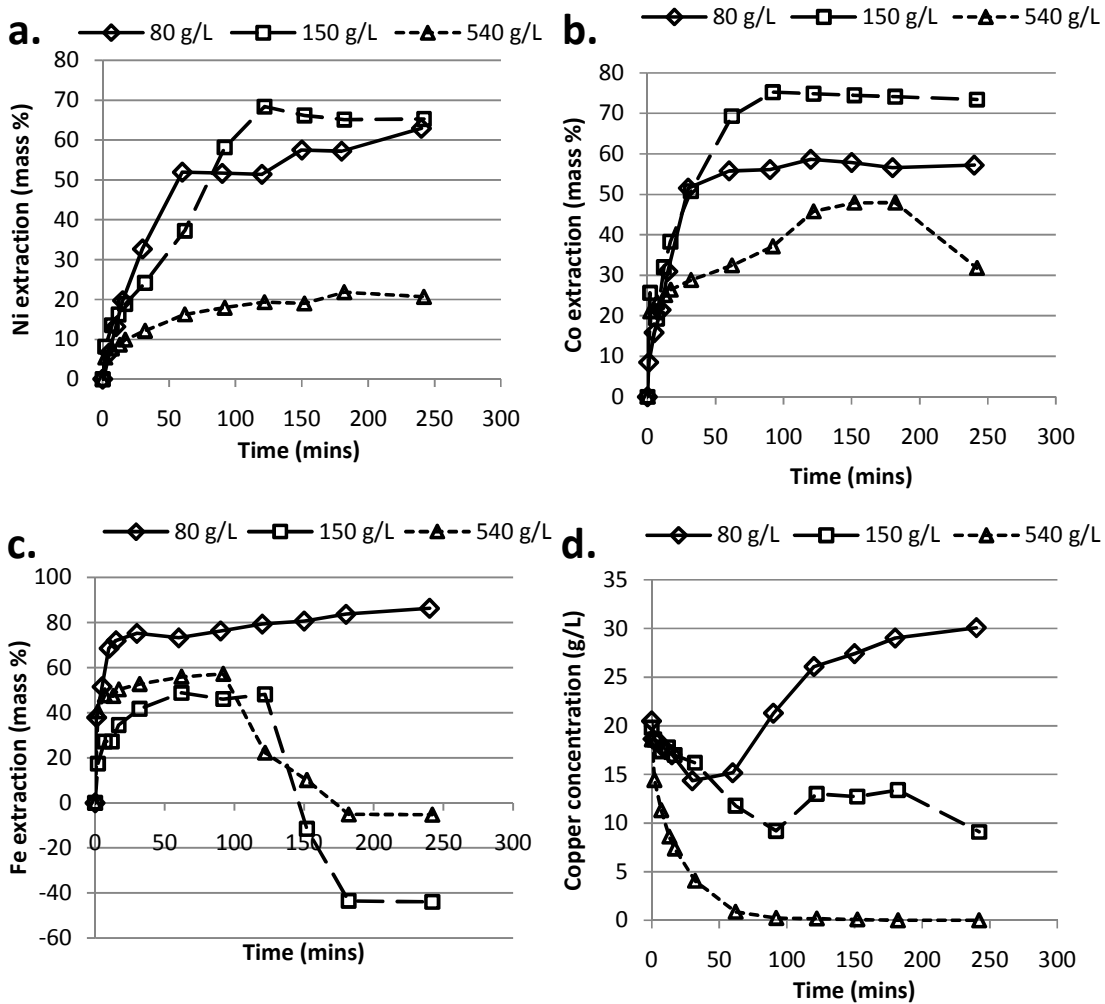 a.
80 g/L 150 g/L 540 g/L
Ni extraction (mass %)
80
70
60
50
40
30
20
10
0
0 50 100 150 200 250 300
Time (mins)
b.
80 g/L 150 g/L 540 g/L
Co extraction (mass %)
80
70
60
50
40
30
20
10
0
0 50 100 150 200 250 300
Time (mins)
c.
80 g/L 150 g/L 540 g/L
Fe extraction (mass %)
100
80
60
40
20
0
-20
-40
-60
0 50 100 150 200 250 300
Time (mins)
d.
80 g/L 150 g/L 540 g/L
Copper concentration (g/L)
35
30
25
20
15
10
5
0
0 50 100 150 200 250 300
Time (mins)